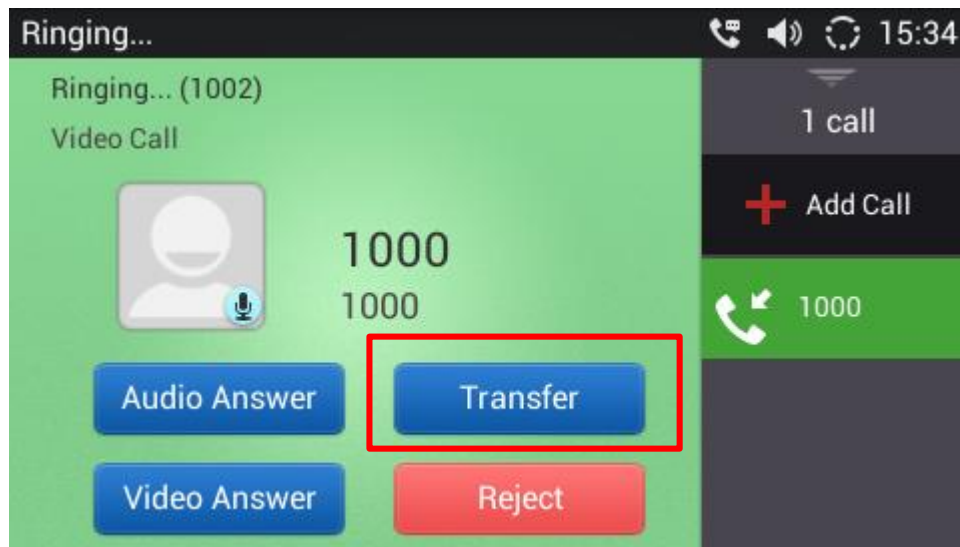 Ringing...
15:34
Ringing... (1002)
Video Call
1000
1000
Audio Answer
Transfer
Video Answer
Reject
1 call
Add Call
1000